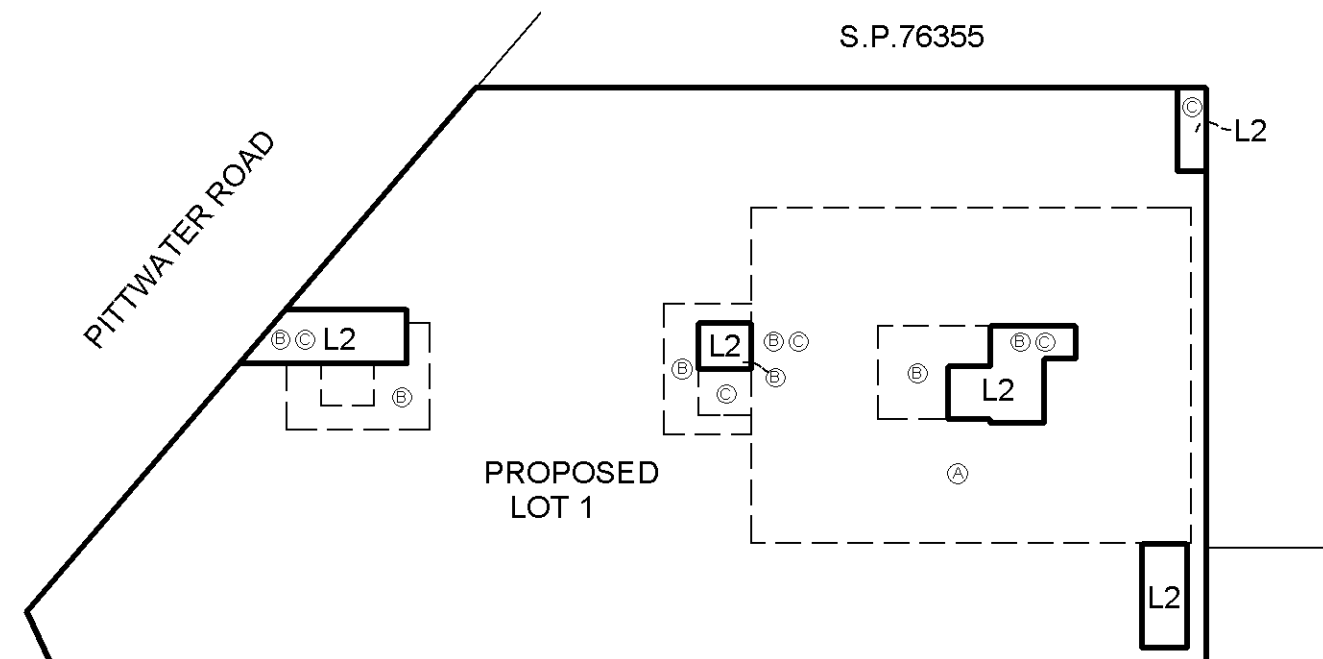 S.P.76355
Ⓒ
L2
PITTWATER ROAD
Ⓑ Ⓒ L2
Ⓑ
L2
Ⓑ Ⓒ
Ⓑ
Ⓑ
Ⓒ
Ⓑ Ⓒ
Ⓑ
L2
Ⓐ
PROPOSED
LOT 1
L2